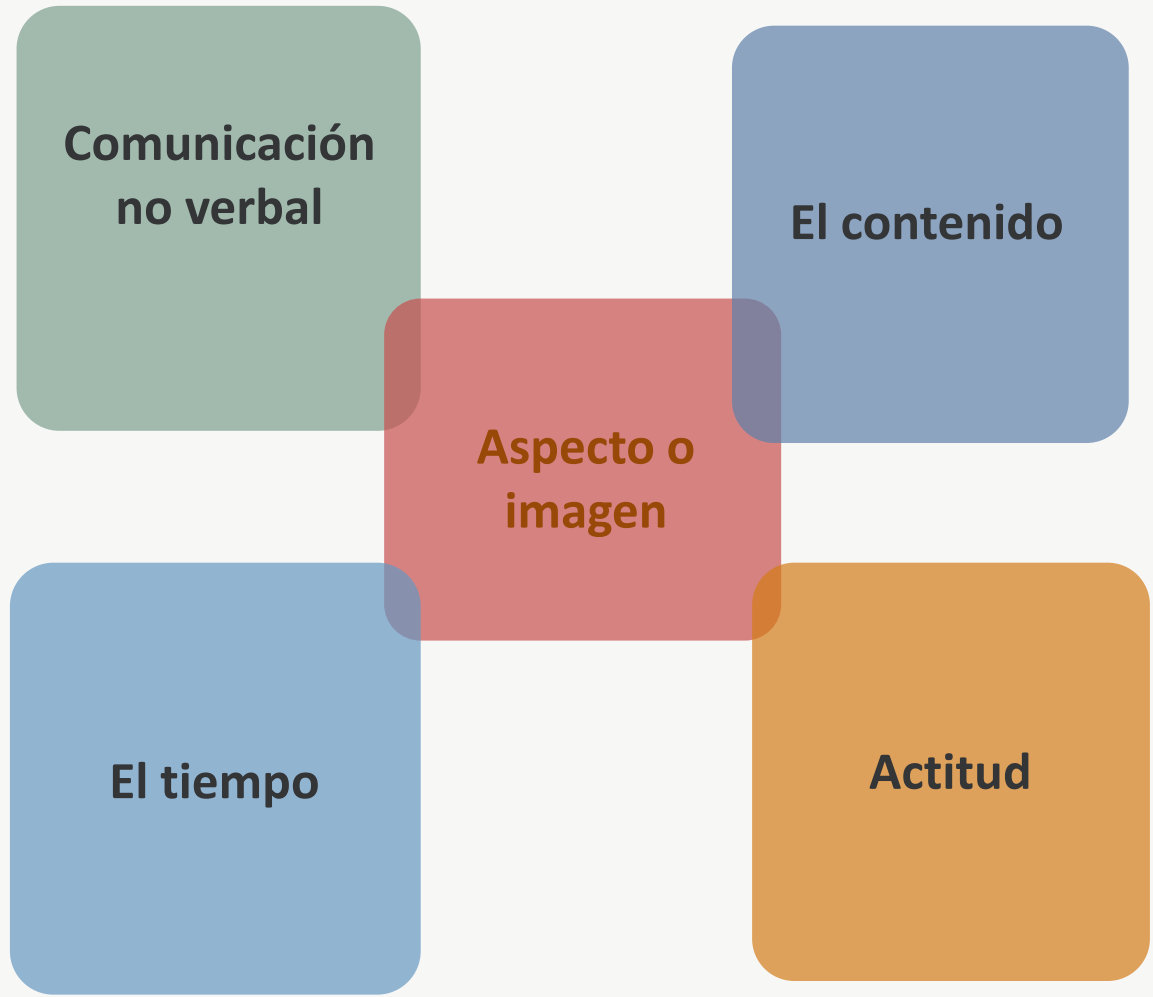 Comunicación
no verbal
El contenido
Aspecto o
imagen
El tiempo
Actitud